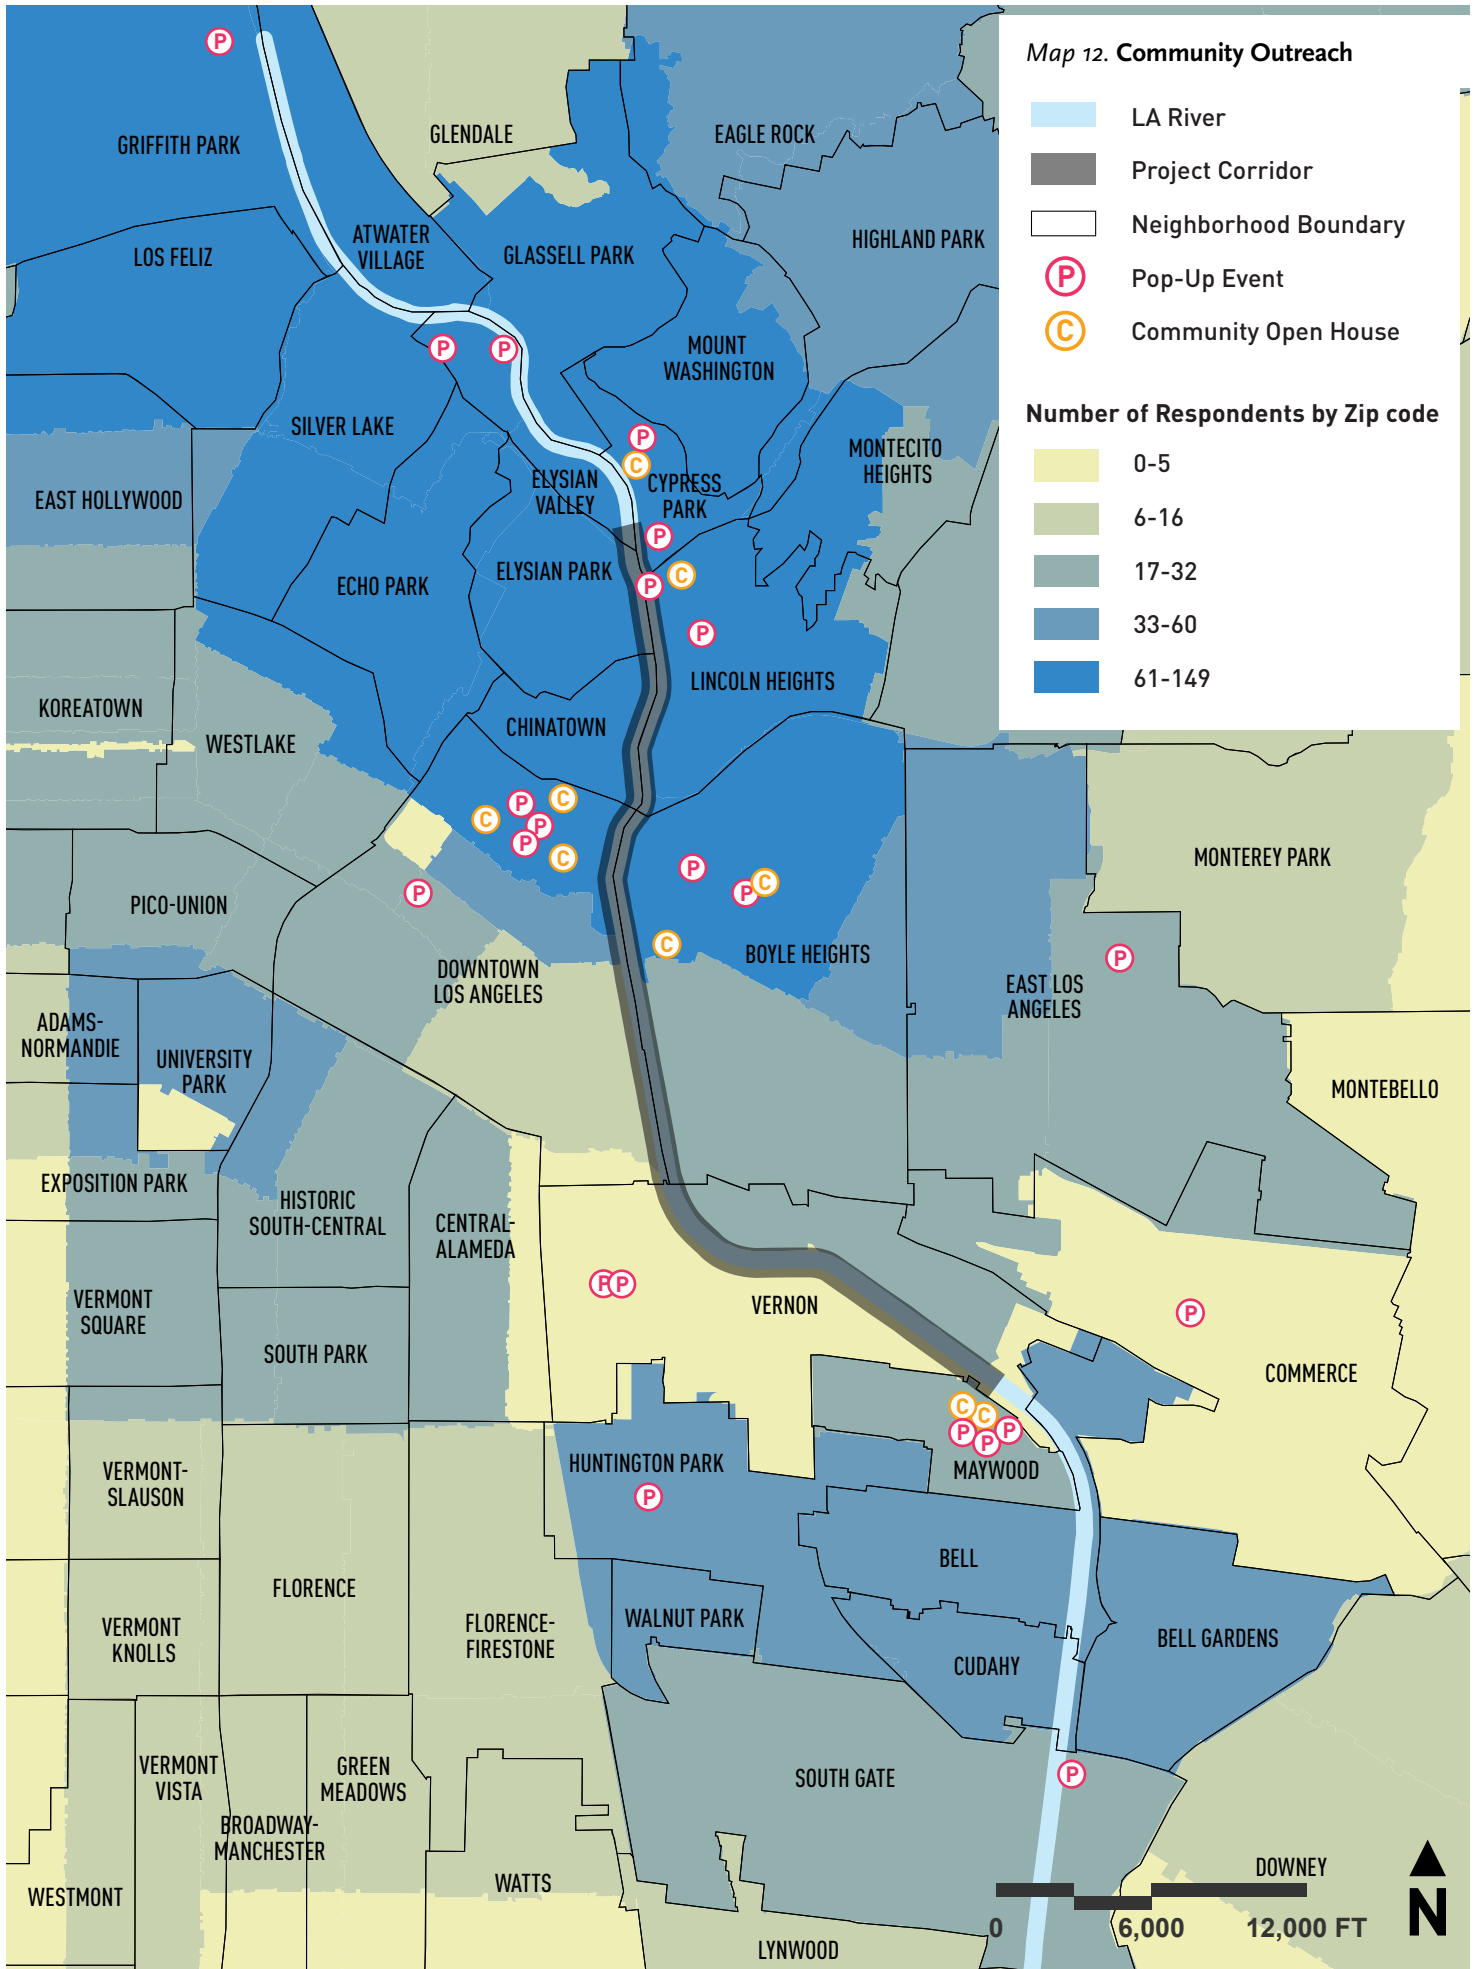 Map 12. Community Outreach
LA River
Project Corridor
Neighborhood Boundary
P
Pop-Up Event
C
Community Open House
Number of Respondents by Zip code
0-5
6-16
17-32
33-60
61-149
P
GRIFFITH PARK
GLENDALE
EAGLE ROCK
ATWATER
VILLAGE
LOS FELIZ
GLASSELL PARK
HIGHLAND PARK
P
P
MOUNT
WASHINGTON
SILVER LAKE
P
C
MONTECITO
HEIGHTS
EAST HOLLYWOOD
ELYSIAN
VALLEY
CYPRESS
PARK
P
ECHO PARK
ELYSIAN PARK
P
C
P
LINCOLN HEIGHTS
KOREATOWN
WESTLAKE
CHINATOWN
P
C
C
P
P
C
P
P
P
C
MONTEREY PARK
PICO-UNION
C
BOYLE HEIGHTS
P
DOWNTOWN
LOS ANGELES
EAST LOS
ANGELES
ADAMS-
NORMANDIE
UNIVERSITY
PARK
MONTEBELLO
EXPOSITION PARK
HISTORIC
SOUTH-CENTRAL
CENTRAL-
ALAMEDA
P
P
VERNON
P
VERMONT
SQUARE
SOUTH PARK
COMMERCE
C
C
P
P
P
MAYWOOD
VERMONT-
SLAUSON
HUNTINGTON PARK
P
BELL
FLORENCE
VERMONT
KNOLLS
FLORENCE-
FIRESTONE
WALNUT PARK
CUDAHY
BELL GARDENS
VERMONT
VISTA
GREEN
MEADOWS
SOUTH GATE
P
BROADWAY-
MANCHESTER
WATTS
WESTMONT
DOWNEY
LYNWOOD
0
6,000
12,000 FT
N